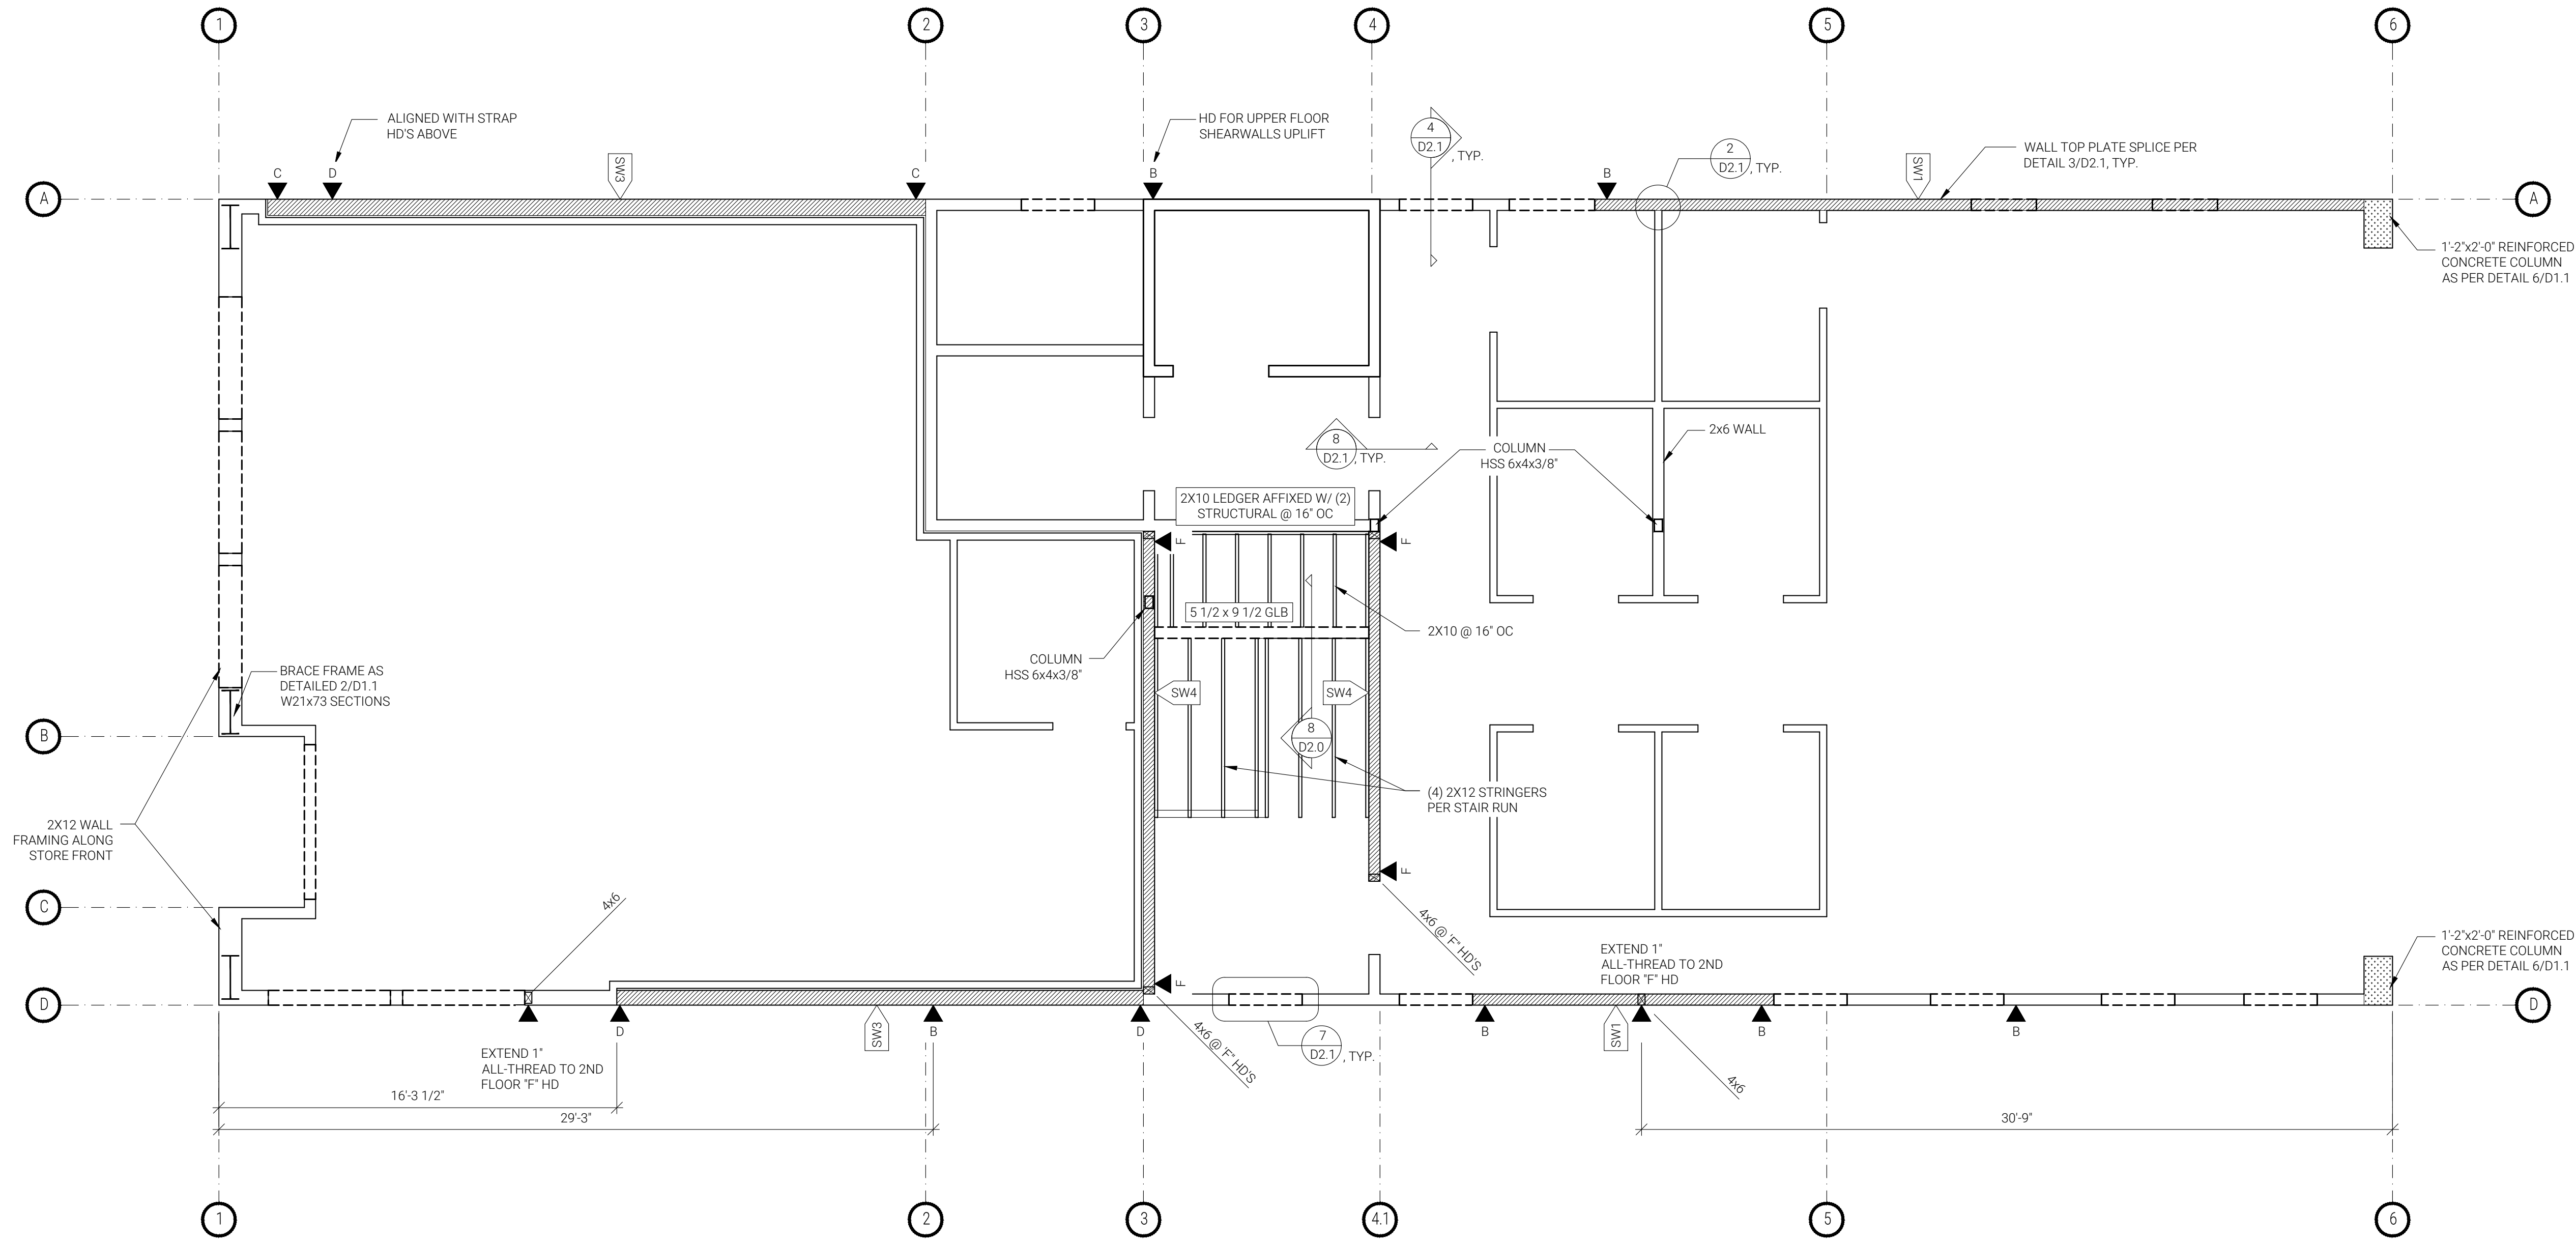 1
2
3
4
5
6
ALIGNED WITH STRAP
HD'S ABOVE
HD FOR UPPER FLOOR
SHEARWALLS UPLIFT
4
D2.1
, TYP.
2
D2.1
, TYP.
WALL TOP PLATE SPLICE PER
DETAIL 3/D2.1, TYP.
C
D
SW3
C
B
B
SW1
A
A
1'-2"x2'-0" REINFORCED
CONCRETE COLUMN
AS PER DETAIL 6/D1.1
2x6 WALL
8
D2.1
, TYP.
COLUMN
HSS 6x4x3/8"
2X10 LEDGER AFFIXED W/ (2)
STRUCTURAL @ 16" OC
F
F
5 1/2 x 9 1/2 GLB
2X10 @ 16" OC
COLUMN
HSS 6x4x3/8"
BRACE FRAME AS
DETAILED 2/D1.1
W21x73 SECTIONS
SW4
SW4
B
8
D2.0
(4) 2X12 STRINGERS
PER STAIR RUN
2X12 WALL
FRAMING ALONG
STORE FRONT
F
C
4x6
4x6 @ 'F" HD'S
EXTEND 1"
ALL-THREAD TO 2ND
FLOOR "F" HD
1'-2"x2'-0" REINFORCED
CONCRETE COLUMN
AS PER DETAIL 6/D1.1
F
D
D
D
SW3
B
D
B
SW1
B
B
7
D2.1
, TYP.
4x6 @ 'F" HD'S
EXTEND 1"
ALL-THREAD TO 2ND
FLOOR "F" HD
4x6
16'-3 1/2"
29'-3"
30'-9"
1
2
3
4.1
5
6